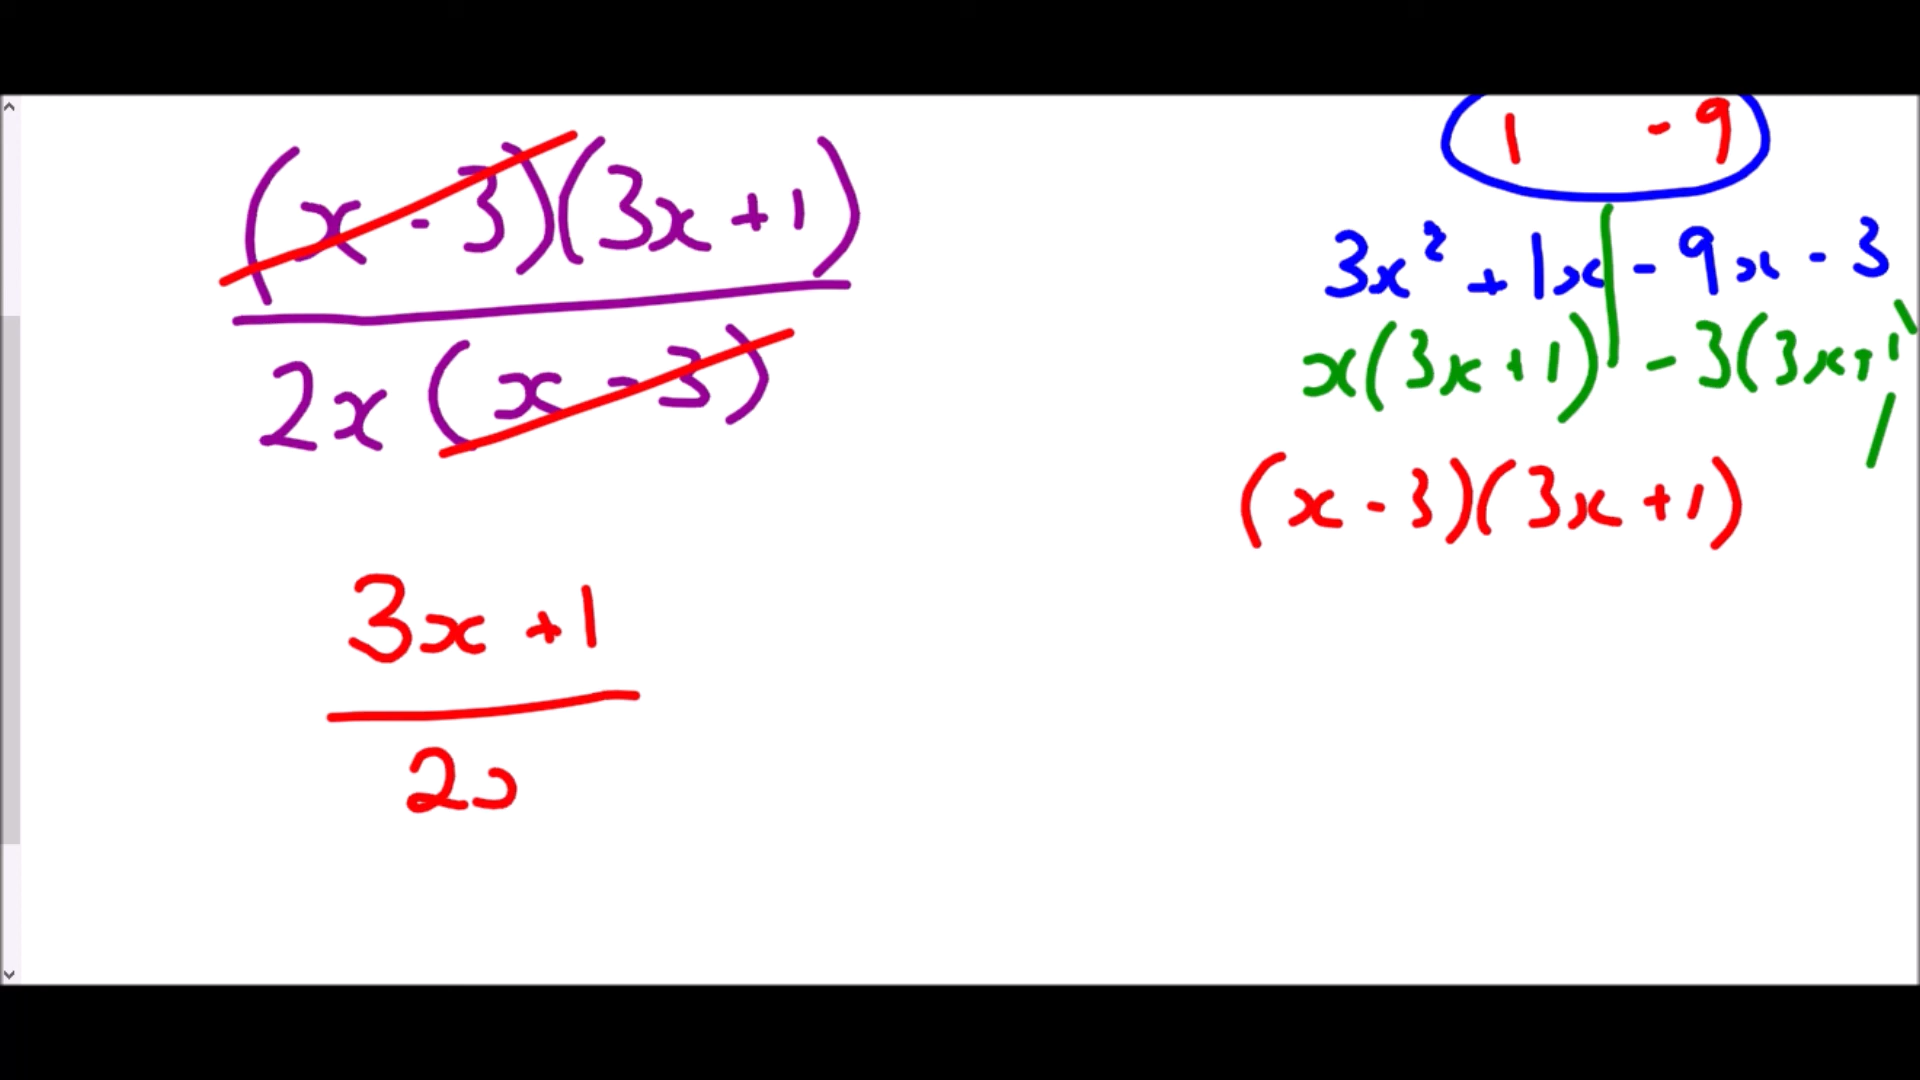 (x - 3)(3x + 1)
2x (x - 3)
3x + 1
2
1 - 9
3x² + 1x - 9x - 3
x(3x + 1) - 3(3x + 1)
(x - 3)(3x + 1)